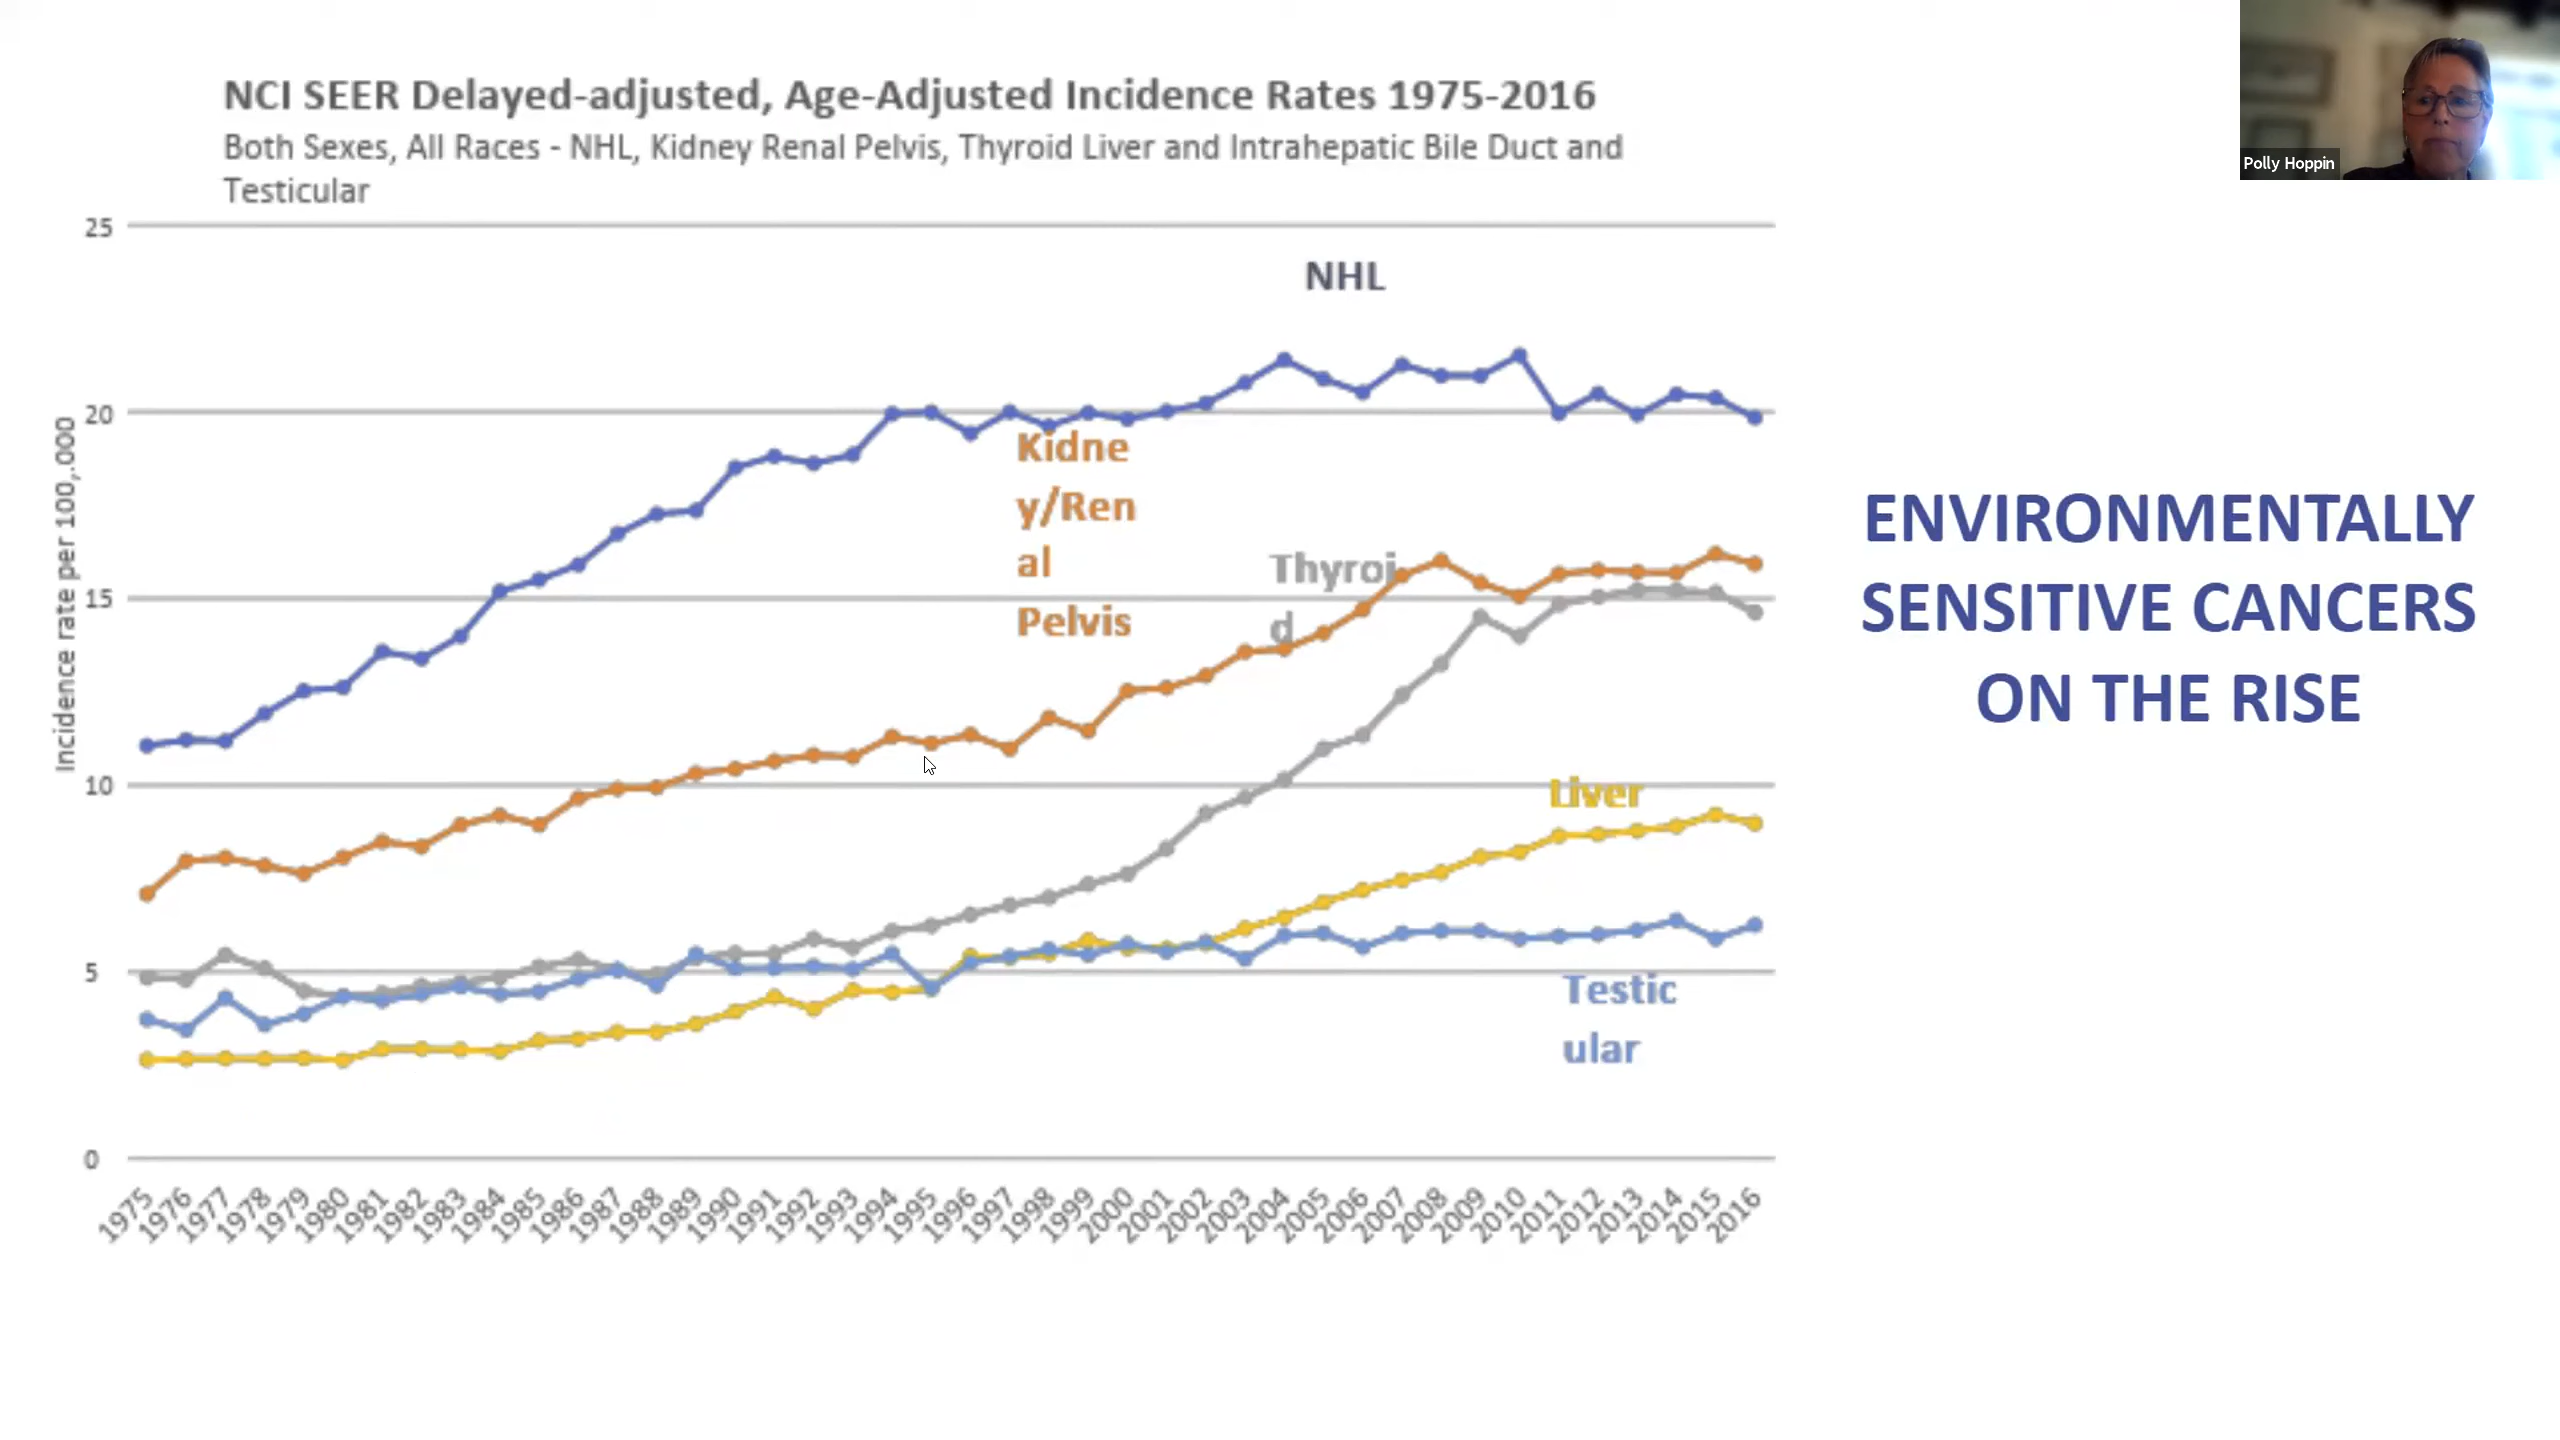 NCI SEER Delayed-adjusted, Age-Adjusted Incidence Rates 1975-2016
Both Sexes, All Races - NHL, Kidney Renal Pelvis, Thyroid Liver and Intrahepatic Bile Duct and
Testicular
Polly Hoppin
25
20
15
10
5
0
Incidence rate per 100,.000
NHL
Kidne
y/Ren
al
Pelvis
Thyroi
d
Liver
Testic
ular
1975 1976 1977 1978 1979 1980 1981 1982 1983 1984 1985 1986 1987 1988 1989 1990 1991 1992 1993 1994 1995 1996 1997 1998 1999 2000 2001 2002 2003 2004 2005 2006 2007 2008 2009 2010 2011 2012 2013 2014 2015 2016
ENVIRONMENTALLY
SENSITIVE CANCERS
ON THE RISE